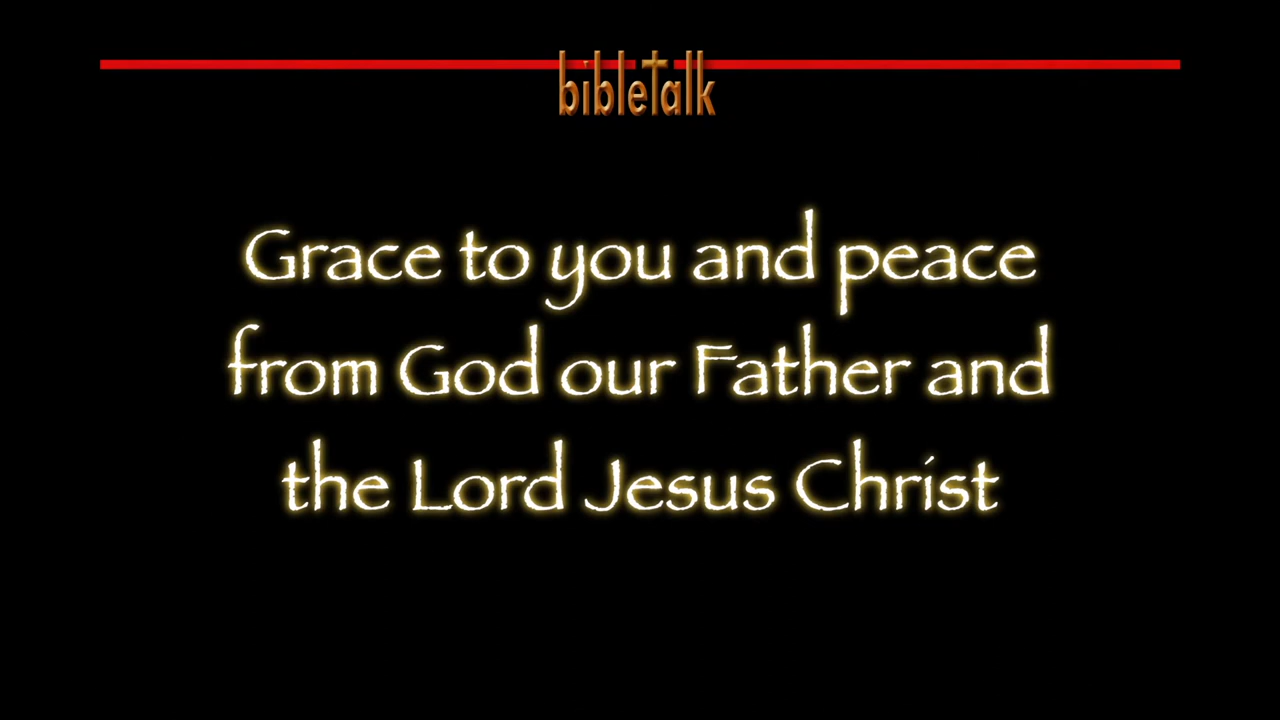 bibleTalk
Grace to you and peace
from God our Father and
the Lord Jesus Christ